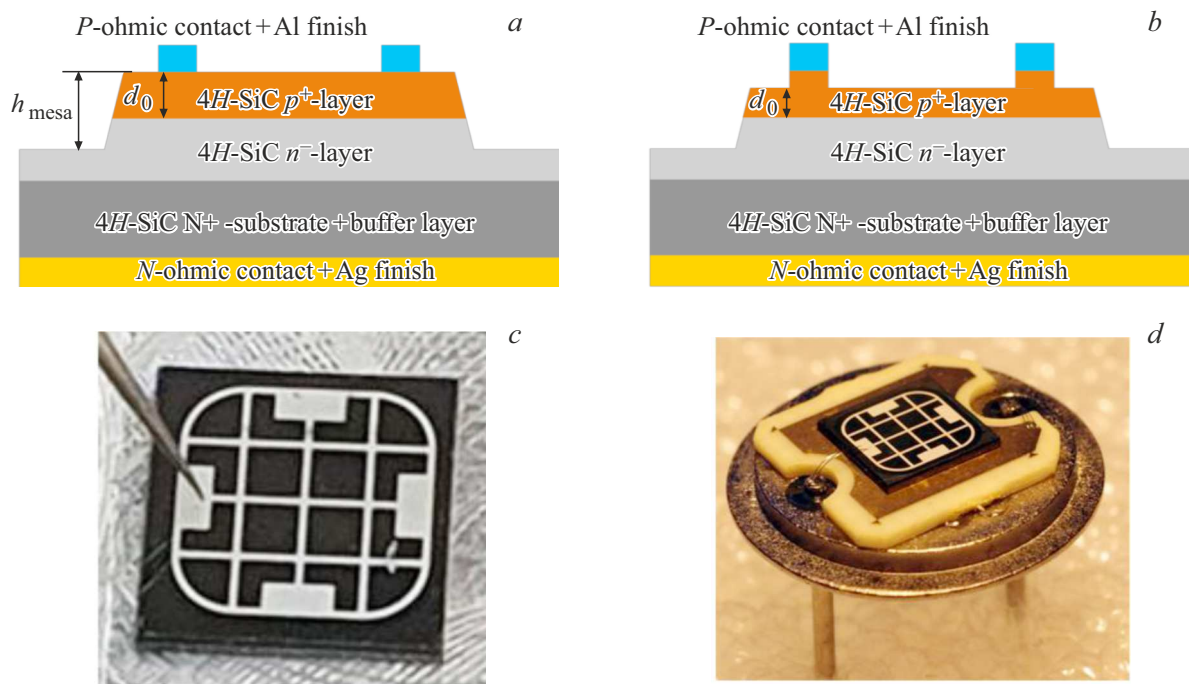 P-ohmic contact + Al finish
a
h mesa
d0
4H-SiC p+-layer
4H-SiC n−-layer
4H-SiC N+ -substrate + buffer layer
N-ohmic contact + Ag finish
P-ohmic contact + Al finish
b
d0
4H-SiC p+-layer
4H-SiC n−-layer
4H-SiC N+ -substrate + buffer layer
N-ohmic contact + Ag finish
c
d